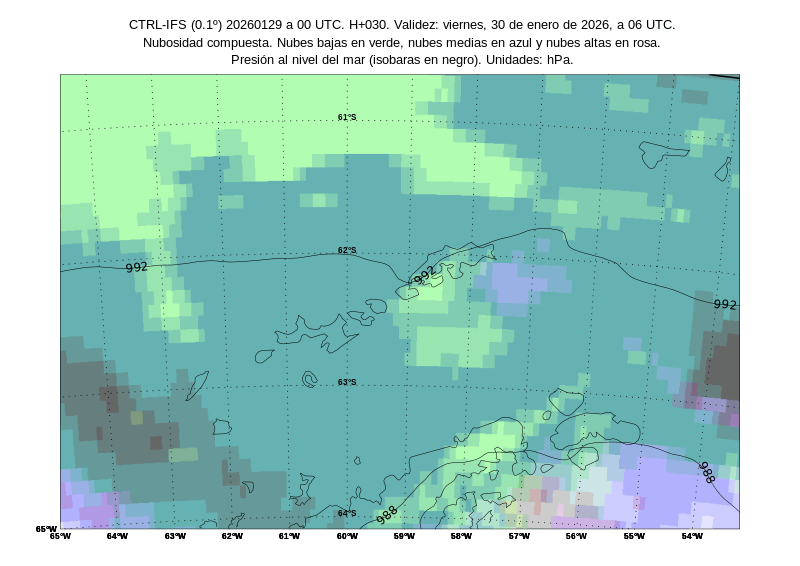 CTRL-IFS (0.1º) 20260129 a 00 UTC. H+030. Validez: viernes, 30 de enero de 2026, a 06 UTC.
Nubosidad compuesta. Nubes bajas en verde, nubes medias en azul y nubes altas en rosa.
Presión al nivel del mar (isobaras en negro). Unidades: hPa.
61°S
62°S
992
992
992
63°S
988
988
64°S
65°W
65°W 64°W 63°W 62°W 61°W 60°W 59°W 58°W 57°W 56°W 55°W 54°W